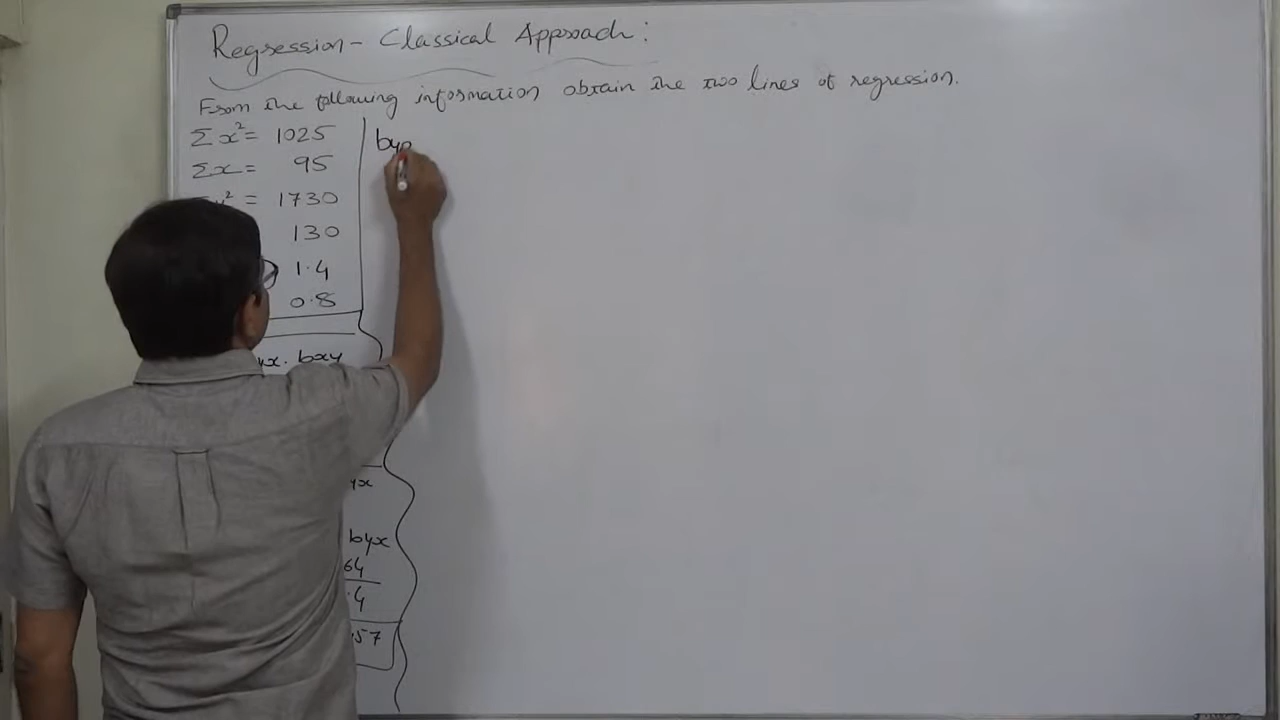 Regression - Classical Approach:
From the following information obtain the two lines of regression.
Σx² = 1025
Σx = 95
y² = 1730
130
1.4
0.8
yx. bxy
yx
byx
64
.4
.57
byx